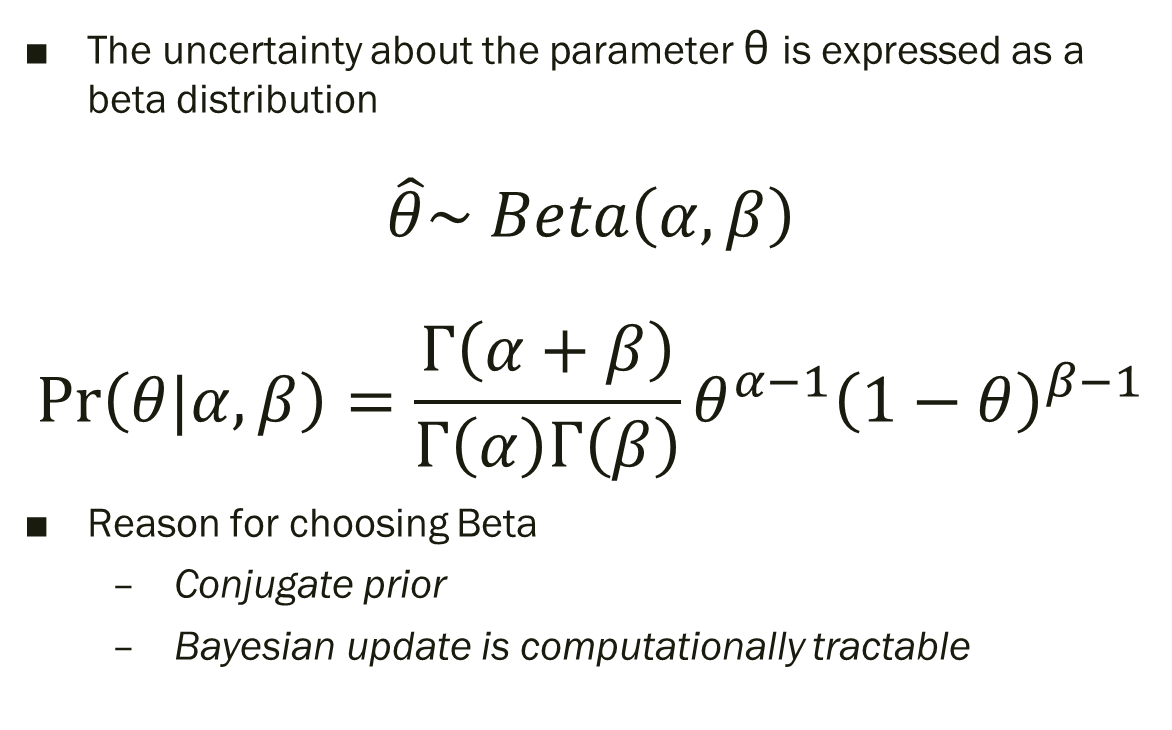 ■ The uncertainty about the parameter θ is expressed as a
beta distribution
θ̂~ Beta(α, β)
Pr(θ|α, β) = Γ(α + β) / Γ(α)Γ(β) θ^(α−1) (1 − θ)^(β−1)
■ Reason for choosing Beta
– Conjugate prior
– Bayesian update is computationally tractable